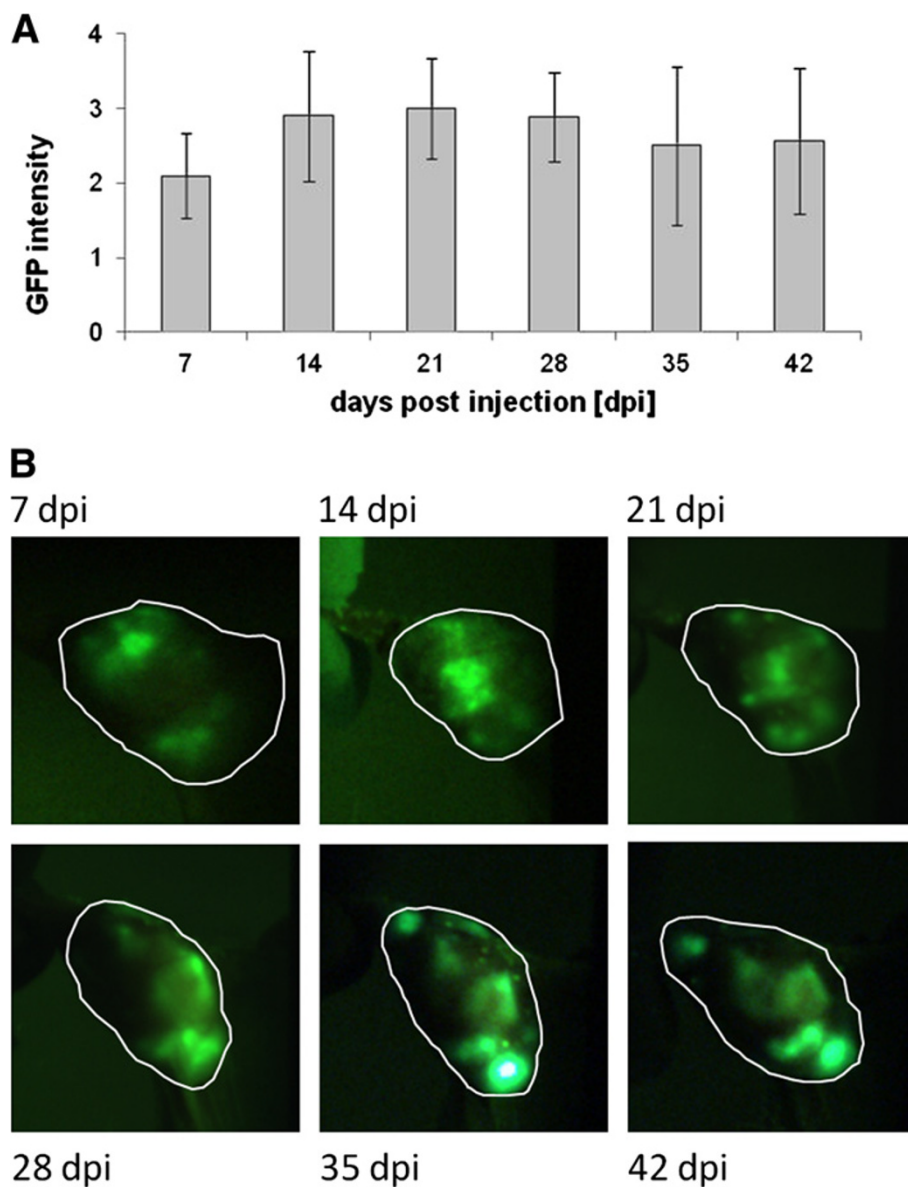 A
4
3
2
1
0
GFP intensity
7 14 21 28 35 42
days post injection [dpi]
B
7 dpi 14 dpi 21 dpi
28 dpi 35 dpi 42 dpi